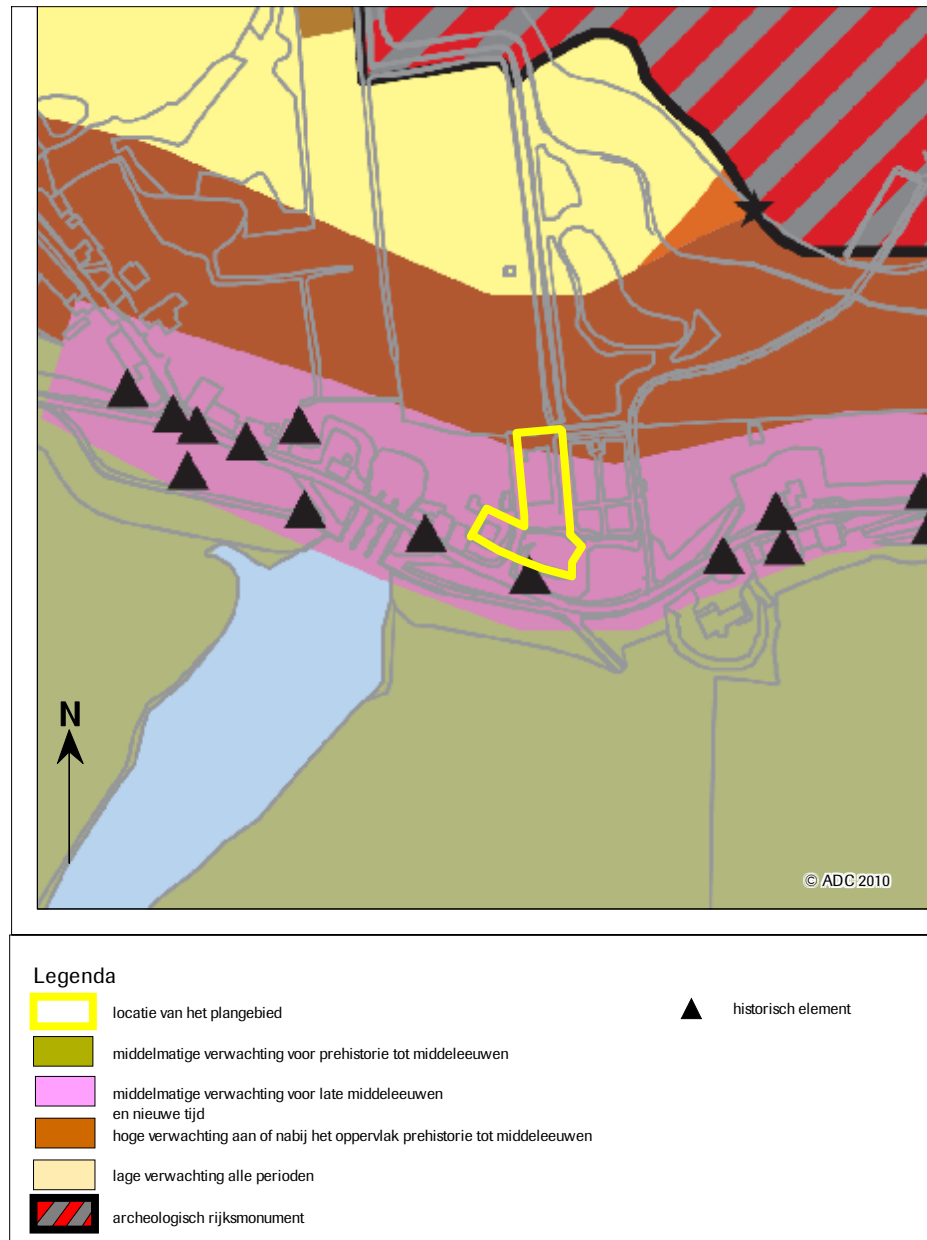 N
© ADC 2010
Legenda
locatie van het plangebied
historisch element
middelmatige verwachting voor prehistorie tot middeleeuwen
middelmatige verwachting voor late middeleeuwen
en nieuwe tijd
hoge verwachting aan of nabij het oppervlak prehistorie tot middeleeuwen
lage verwachting alle perioden
archeologisch rijksmonument